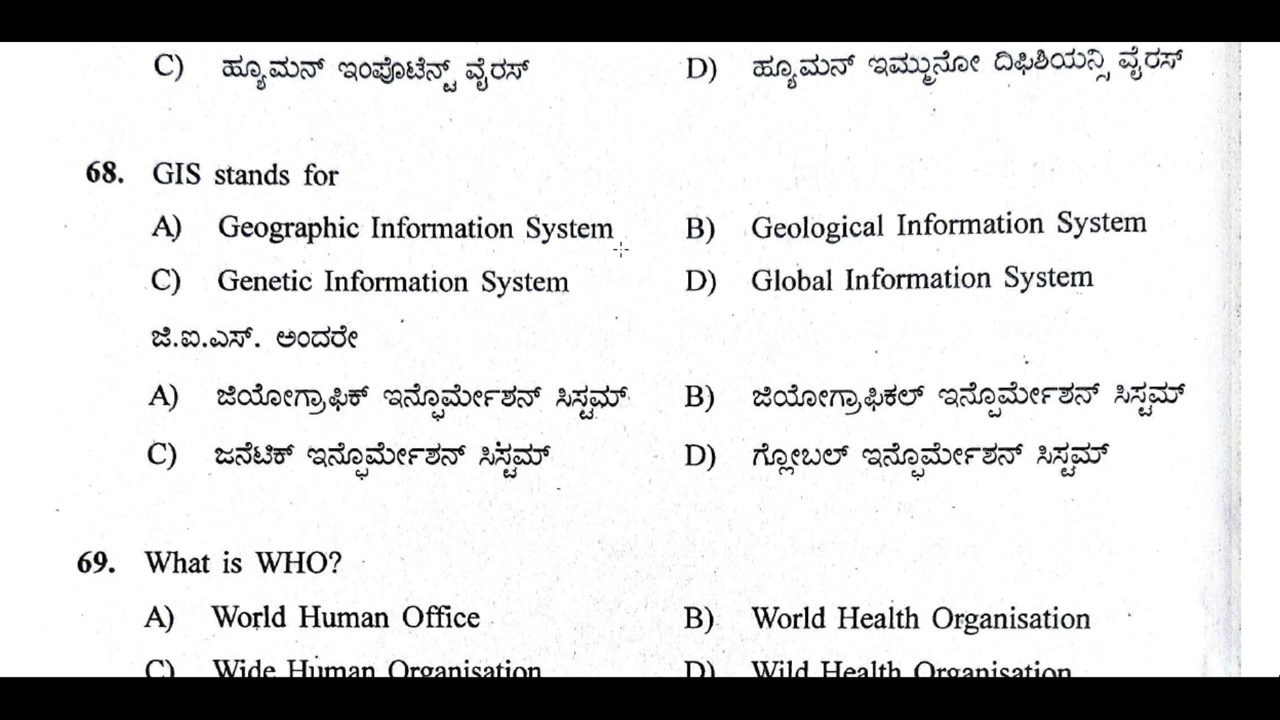 C) ಹ್ಯೂಮನ್ ಇಂಪೊಟೆನ್ಟ್ ವೈರಸ್ D) ಹ್ಯೂಮನ್ ಇಮ್ಮುನೋ ದಿಫಿಶಿಯನ್ಸಿ ವೈರಸ್
68. GIS stands for
A) Geographic Information System B) Geological Information System
C) Genetic Information System D) Global Information System
ಜಿ.ಐ.ಎಸ್. ಅಂದರೇ
A) ಜಿಯೋಗ್ರಾಫಿಕ್ ಇನ್ಫೊರ್ಮೇಶನ್ ಸಿಸ್ಟಮ್ B) ಜಿಯೋಗ್ರಾಫಿಕಲ್ ಇನ್ಪೊರ್ಮೇಶನ್ ಸಿಸ್ಟಮ್
C) ಜನೆಟಿಕ್ ಇನ್ಫೊರ್ಮೇಶನ್ ಸಿಸ್ಟಮ್ D) ಗ್ಲೋಬಲ್ ಇನ್ಫೊರ್ಮೇಶನ್ ಸಿಸ್ಟಮ್
69. What is WHO?
A) World Human Office B) World Health Organisation
C) Wide Human Organisation D) Wild Health Organisation